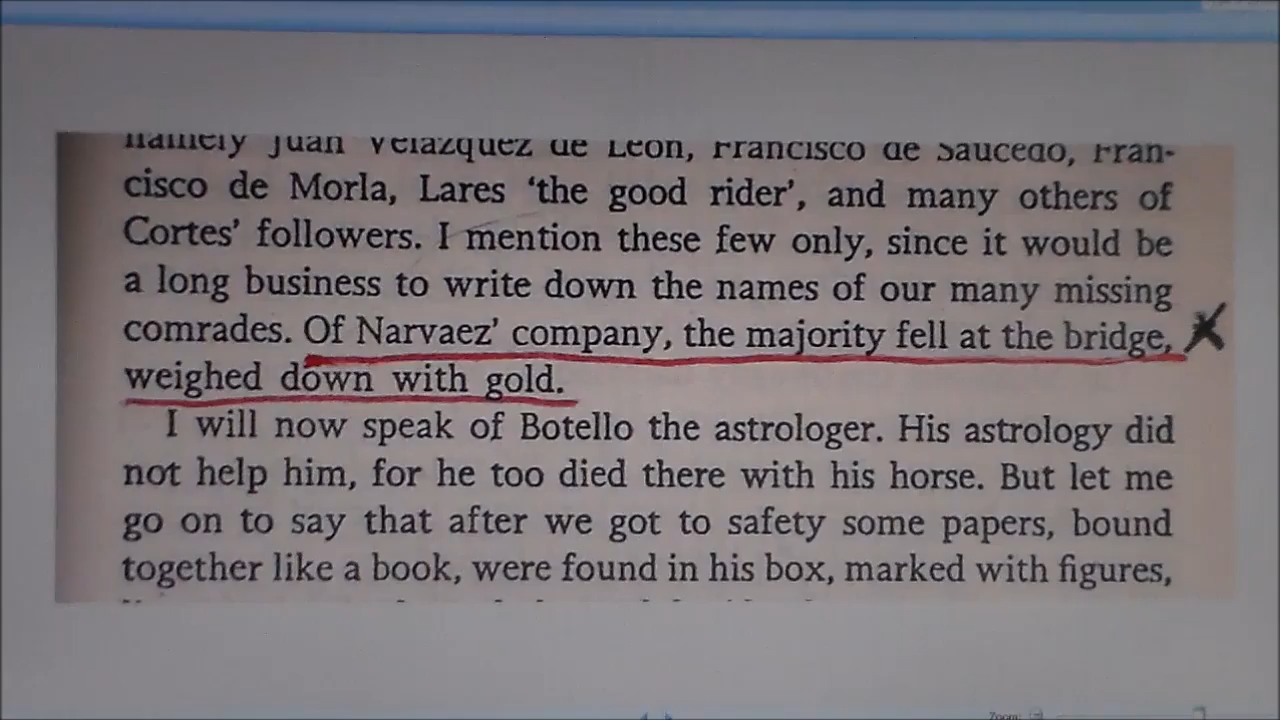 namely Juan Velazquez de Leon, Francisco de Saucedo, Fran-
cisco de Morla, Lares ‘the good rider’, and many others of
Cortes’ followers. I mention these few only, since it would be
a long business to write down the names of our many missing
comrades. Of Narvaez’ company, the majority fell at the bridge,
weighed down with gold.
I will now speak of Botello the astrologer. His astrology did
not help him, for he too died there with his horse. But let me
go on to say that after we got to safety some papers, bound
together like a book, were found in his box, marked with figures,
Zoom: